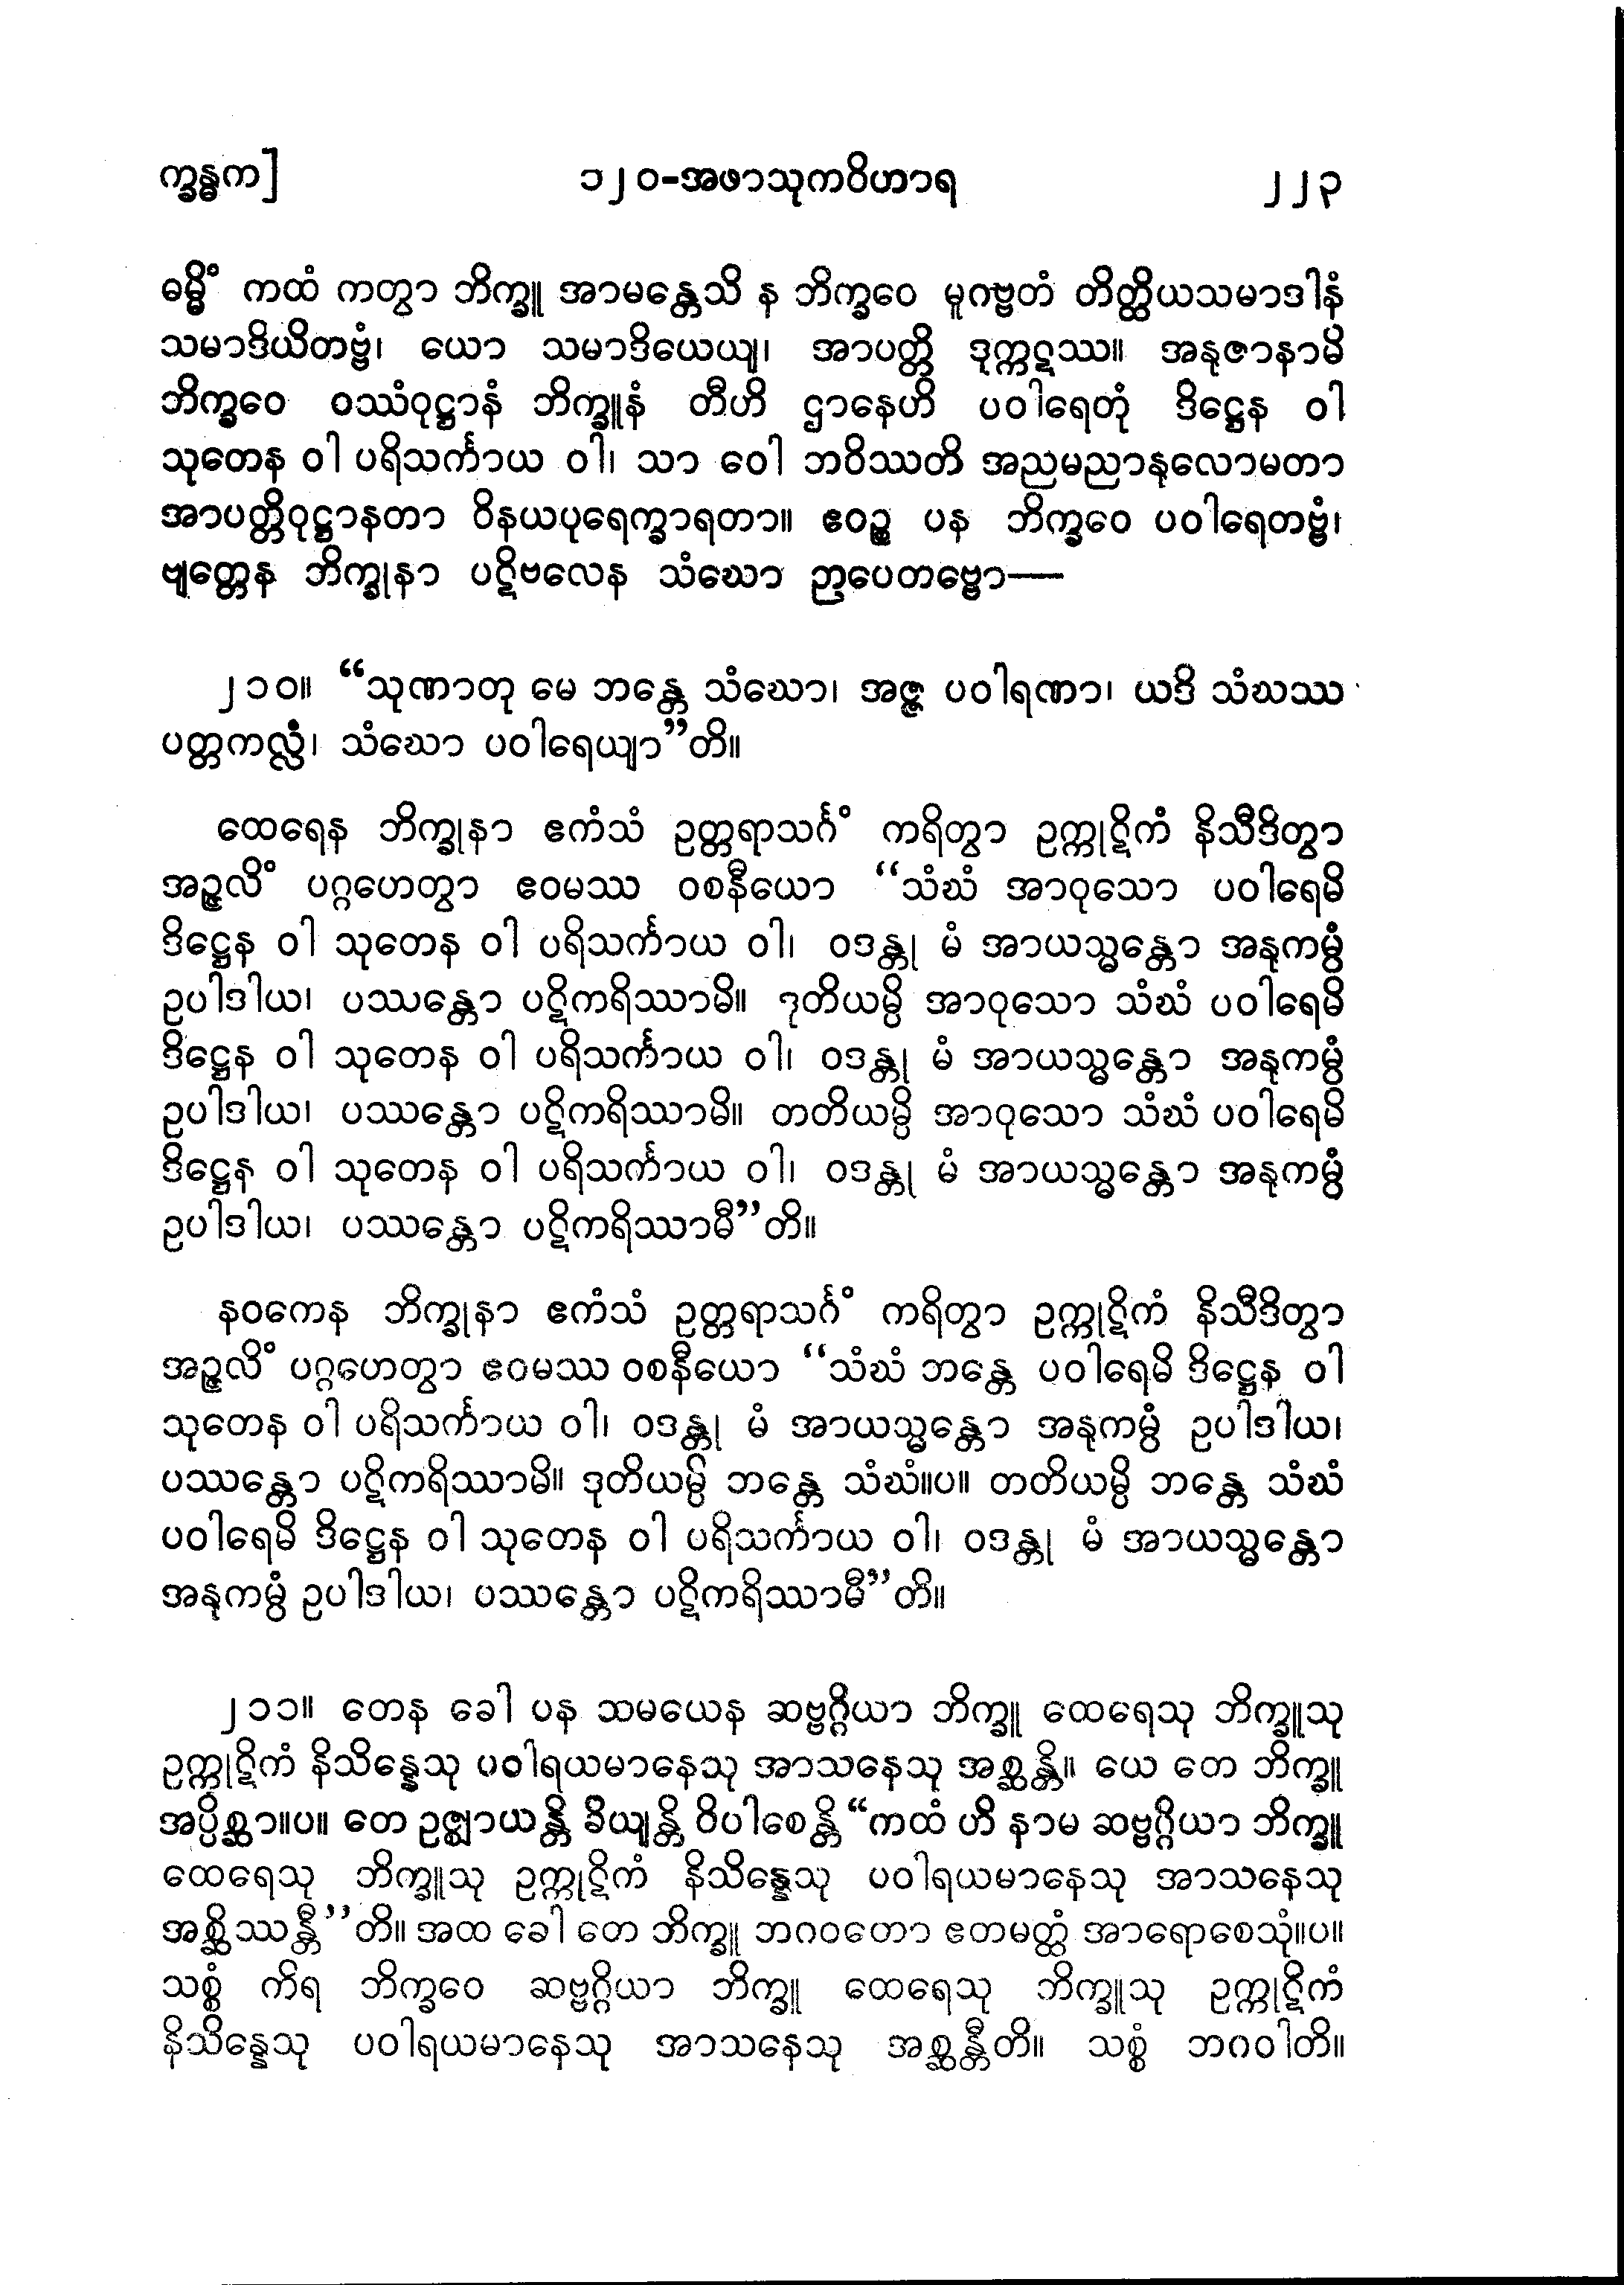 က္ခန္ဓက]
၁၂၀-အဖာသုကဝိဟာရ
၂၂၃
ဓမ္မိံ ကထံ ကတွာ ဘိက္ခူ အာမန္တေသိ န ဘိက္ခဝေ မူဂဗ္ဗတံ တိတ္ထိယသမာဒါနံ
သမာဒိယိတဗ္ဗံ၊ ယော သမာဒိယေယျ၊ အာပတ္တိ ဒုက္ကဋဿ။ အနုဇာနာမိ
ဘိက္ခဝေ ဝဿံဝုဋ္ဌာနံ ဘိက္ခူနံ တီဟိ ဌာနေဟိ ပဝါရေတုံ ဒိဋ္ဌေန ဝါ
သုတေန ဝါ ပရိသင်္ကာယ ဝါ၊ သာ ဝေါ ဘဝိဿတိ အညမညာနုလောမတာ
အာပတ္တိဝုဋ္ဌာနတာ ဝိနယပုရေက္ခာရတာ။ ဧဝဉ္စ ပန ဘိက္ခဝေ ပဝါရေတဗ္ဗံ၊
ဗျတ္တေန ဘိက္ခုနာ ပဋိဗလေန သံဃော ဉာပေတဗ္ဗော—
၂၁၀။ “သုဏာတု မေ ဘန္တေ သံဃော၊ အဇ္ဇ ပဝါရဏာ၊ ယဒိ သံဃဿ
ပတ္တကလ္လံ၊ သံဃော ပဝါရေယျာ”တိ။
ထေရေန ဘိက္ခုနာ ဧကံသံ ဥတ္တရာသင်္ဂံ ကရိတွာ ဥက္ကုဋိကံ နိသီဒိတွာ
အဉ္ဇလိံ ပဂ္ဂဟေတွာ ဧဝမဿ ဝစနီယော “သံဃံ အာဝုသော ပဝါရေမိ
ဒိဋ္ဌေန ဝါ သုတေန ဝါ ပရိသင်္ကာယ ဝါ၊ ဝဒန္တု မံ အာယသ္မန္တော အနုကမ္ပံ
ဥပါဒါယ၊ ပဿန္တော ပဋိကရိဿာမိ။ ဒုတိယမ္ပိ အာဝုသော သံဃံ ပဝါရေမိ
ဒိဋ္ဌေန ဝါ သုတေန ဝါ ပရိသင်္ကာယ ဝါ၊ ဝဒန္တု မံ အာယသ္မန္တော အနုကမ္ပံ
ဥပါဒါယ၊ ပဿန္တော ပဋိကရိဿာမိ။ တတိယမ္ပိ အာဝုသော သံဃံ ပဝါရေမိ
ဒိဋ္ဌေန ဝါ သုတေန ဝါ ပရိသင်္ကာယ ဝါ၊ ဝဒန္တု မံ အာယသ္မန္တော အနုကမ္ပံ
ဥပါဒါယ၊ ပဿန္တော ပဋိကရိဿာမီ”တိ။
နဝကေန ဘိက္ခုနာ ဧကံသံ ဥတ္တရာသင်္ဂံ ကရိတွာ ဥက္ကုဋိကံ နိသီဒိတွာ
အဉ္ဇလိံ ပဂ္ဂဟေတွာ ဧဝမဿ ဝစနီယော “သံဃံ ဘန္တေ ပဝါရေမိ ဒိဋ္ဌေန ဝါ
သုတေန ဝါ ပရိသင်္ကာယ ဝါ၊ ဝဒန္တု မံ အာယသ္မန္တော အနုကမ္ပံ ဥပါဒါယ၊
ပဿန္တော ပဋိကရိဿာမိ။ ဒုတိယမ္ပိ ဘန္တေ သံဃံ။ပ။ တတိယမ္ပိ ဘန္တေ သံဃံ
ပဝါရေမိ ဒိဋ္ဌေန ဝါ သုတေန ဝါ ပရိသင်္ကာယ ဝါ၊ ဝဒန္တု မံ အာယသ္မန္တော
အနုကမ္ပံ ဥပါဒါယ၊ ပဿန္တော ပဋိကရိဿာမီ”တိ။
၂၁၁။ တေန ခေါ ပန သမယေန ဆဗ္ဗဂ္ဂိယာ ဘိက္ခူ ထေရေသု ဘိက္ခူသု
ဥက္ကုဋိကံ နိသိန္နေသု ပဝါရယမာနေသု အာသနေသု အစ္ဆန္တိ။ ယေ တေ ဘိက္ခူ
အပ္ပိစ္ဆာ။ပ။ တေ ဥဇ္ဈာယန္တိ ခိယျန္တိ ဝိပါစေန္တိ “ကထံ ဟိ နာမ ဆဗ္ဗဂ္ဂိယာ ဘိက္ခူ
ထေရေသု ဘိက္ခူသု ဥက္ကုဋိကံ နိသိန္နေသု ပဝါရယမာနေသု အာသနေသု
အစ္ဆိဿန္တီ”တိ။ အထ ခေါ တေ ဘိက္ခူ ဘဂဝတော ဧတမတ္ထံ အာရောစေသုံ။ပ။
သစ္စံ ကိရ ဘိက္ခဝေ ဆဗ္ဗဂ္ဂိယာ ဘိက္ခူ ထေရေသု ဘိက္ခူသု ဥက္ကုဋိကံ
နိသိန္နေသု ပဝါရယမာနေသု အာသနေသု အစ္ဆန္တီတိ။ သစ္စံ ဘဂဝါတိ။